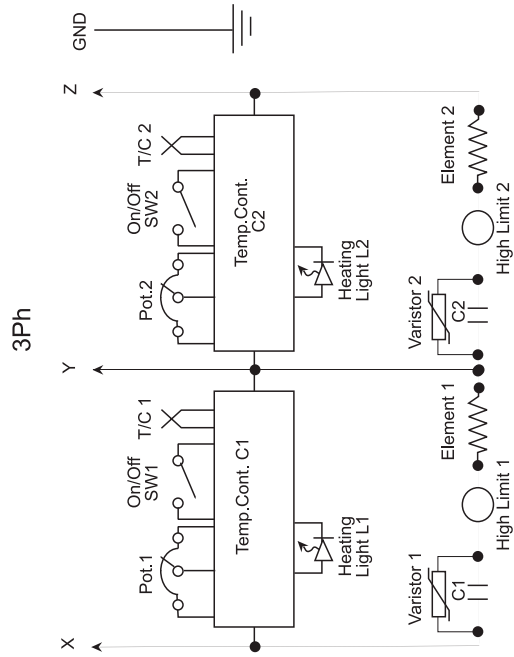 3Ph
X
Y
Z
GND
Pot.1
On/Off
SW1
T/C 1
Pot.2
On/Off
SW2
T/C 2
Temp.Cont. C1
Temp.Cont.
C2
Heating
Light L1
Heating
Light L2
Varistor 1
C1
High Limit 1
Element 1
Varistor 2
C2
High Limit 2
Element 2